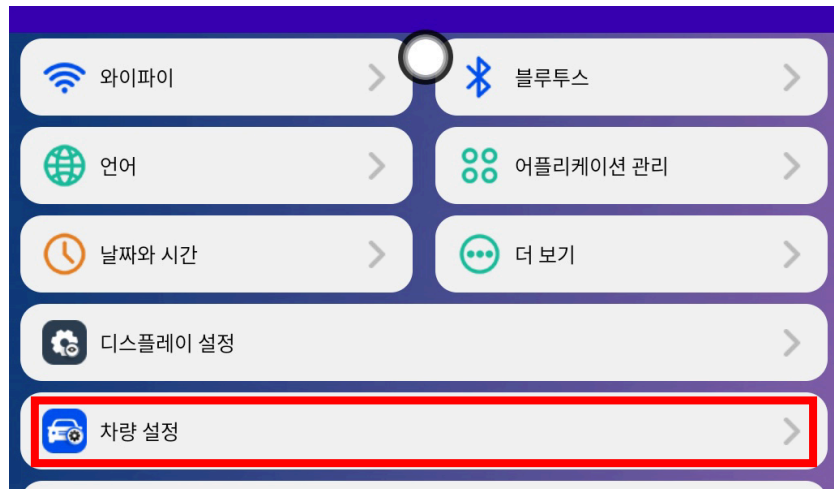 와이파이
블루투스
언어
어플리케이션 관리
날짜와 시간
더 보기
디스플레이 설정
차량 설정